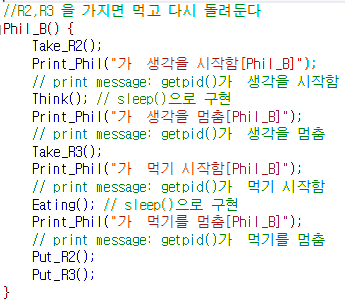 //R2,R3 을 가지면 먹고 다시 돌려둔다
Phil_B() {
    Take_R2();
    Print_Phil("가  생각을 시작함[Phil_B]");
    // print message: getpid()가  생각을 시작함
    Think(); // sleep()으로 구현
    Print_Phil("가  생각을 멈춤[Phil_B]");
    // print message: getpid()가  생각을 멈춤
    Take_R3();
    Print_Phil("가  먹기 시작함[Phil_B]");
    // print message: getpid()가  먹기 시작함
    Eating(); // sleep()으로 구현
    Print_Phil("가  먹기를 멈춤[Phil_B]");
    // print message: getpid()가  먹기를 멈춤
    Put_R2();
    Put_R3();
}